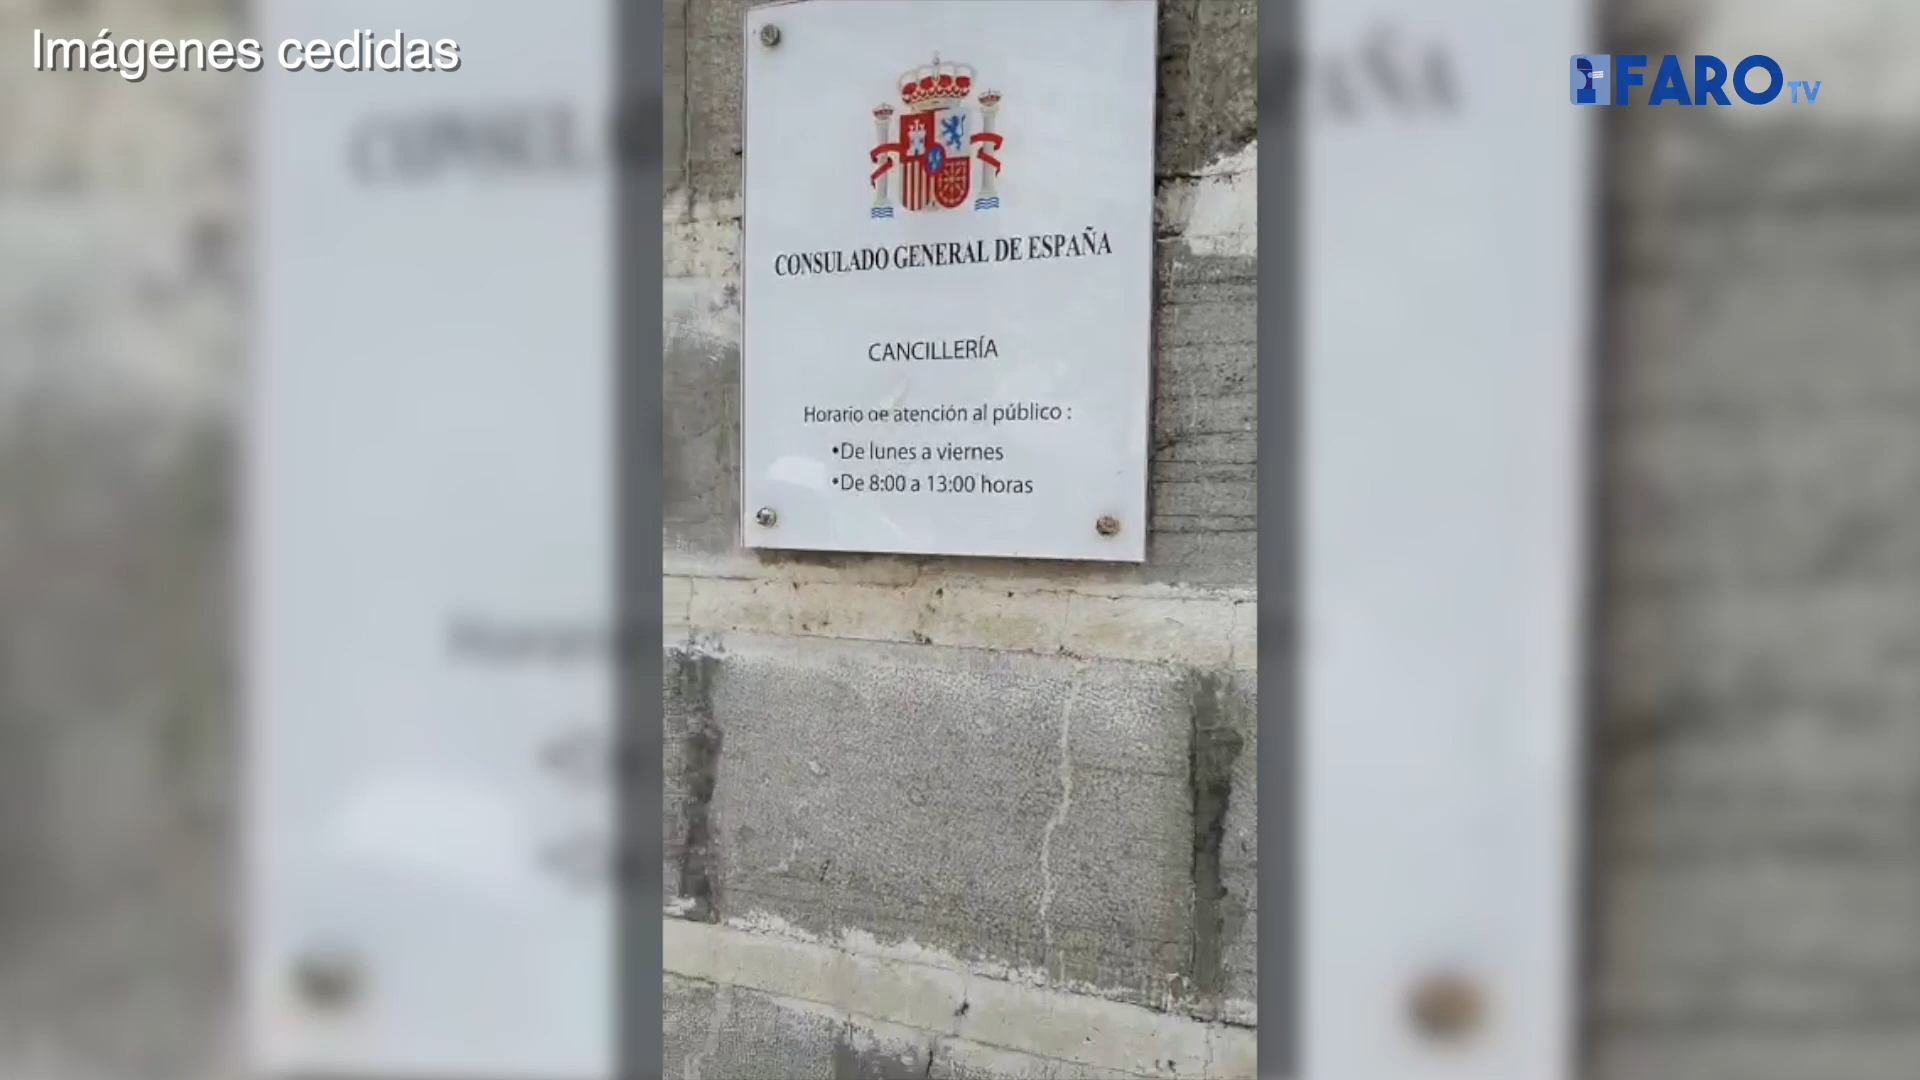 Imágenes cedidas
FARO TV
CONSULADO GENERAL DE ESPAÑA
CANCILLERÍA
Horario de atención al público :
•De lunes a viernes
•De 8:00 a 13:00 horas